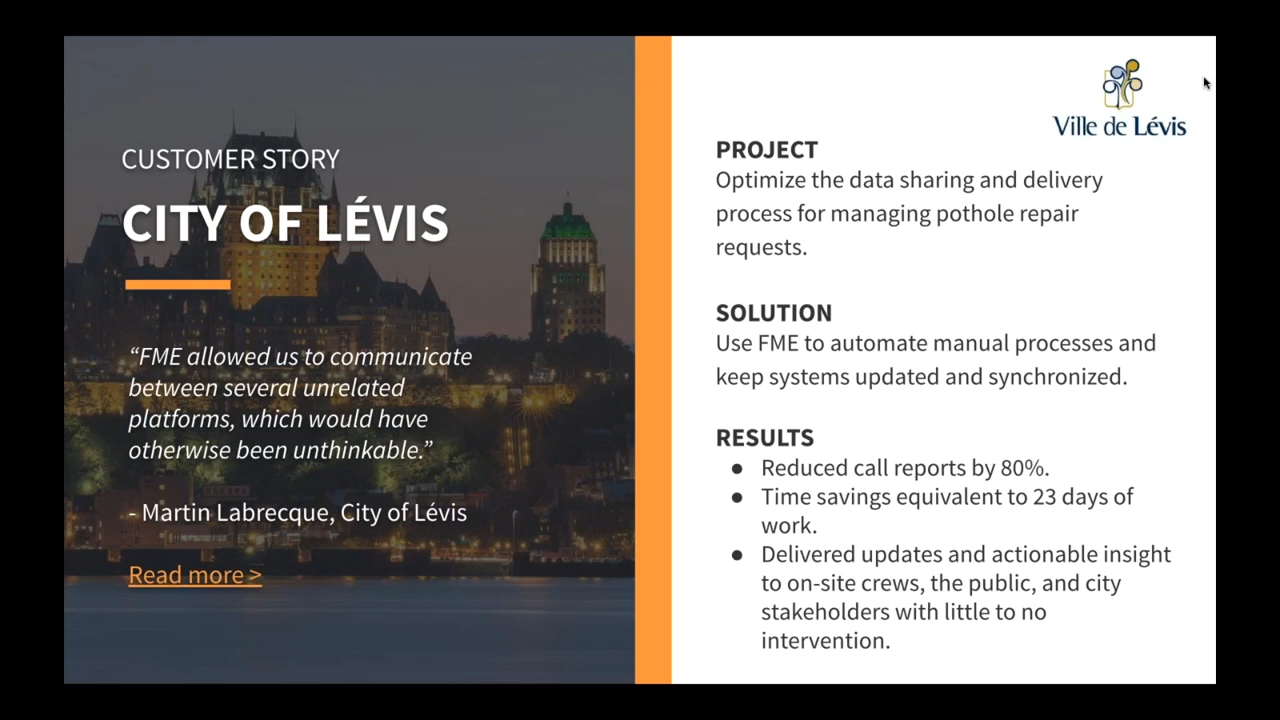 CUSTOMER STORY
CITY OF LÉVIS
“FME allowed us to communicate
between several unrelated
platforms, which would have
otherwise been unthinkable.”
- Martin Labrecque, City of Lévis
Read more >
Ville de Lévis
PROJECT
Optimize the data sharing and delivery
process for managing pothole repair
requests.
SOLUTION
Use FME to automate manual processes and
keep systems updated and synchronized.
RESULTS
● Reduced call reports by 80%.
● Time savings equivalent to 23 days of
work.
● Delivered updates and actionable insight
to on-site crews, the public, and city
stakeholders with little to no
intervention.